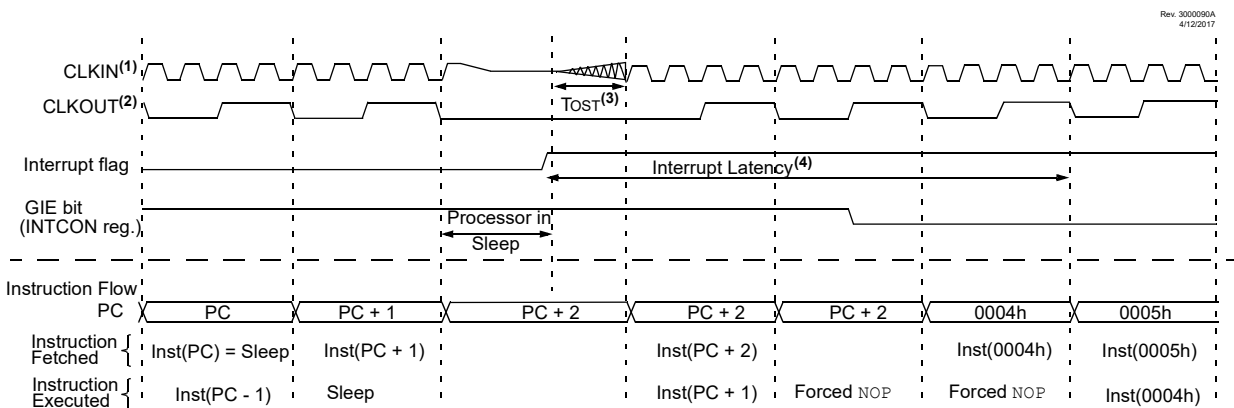 Rev. 3000090A
4/12/2017
CLKIN(1)
CLKOUT(2)
TOST(3)
Interrupt flag
Interrupt Latency(4)
GIE bit
(INTCON reg.)
Processor in
Sleep
Instruction Flow
PC PC PC + 1 PC + 2 PC + 2 PC + 2 0004h 0005h
Instruction
Fetched
Inst(PC) = Sleep Inst(PC + 1) Inst(PC + 2) Inst(0004h) Inst(0005h)
Instruction
Executed
Inst(PC - 1) Sleep Inst(PC + 1) Forced NOP Forced NOP Inst(0004h)